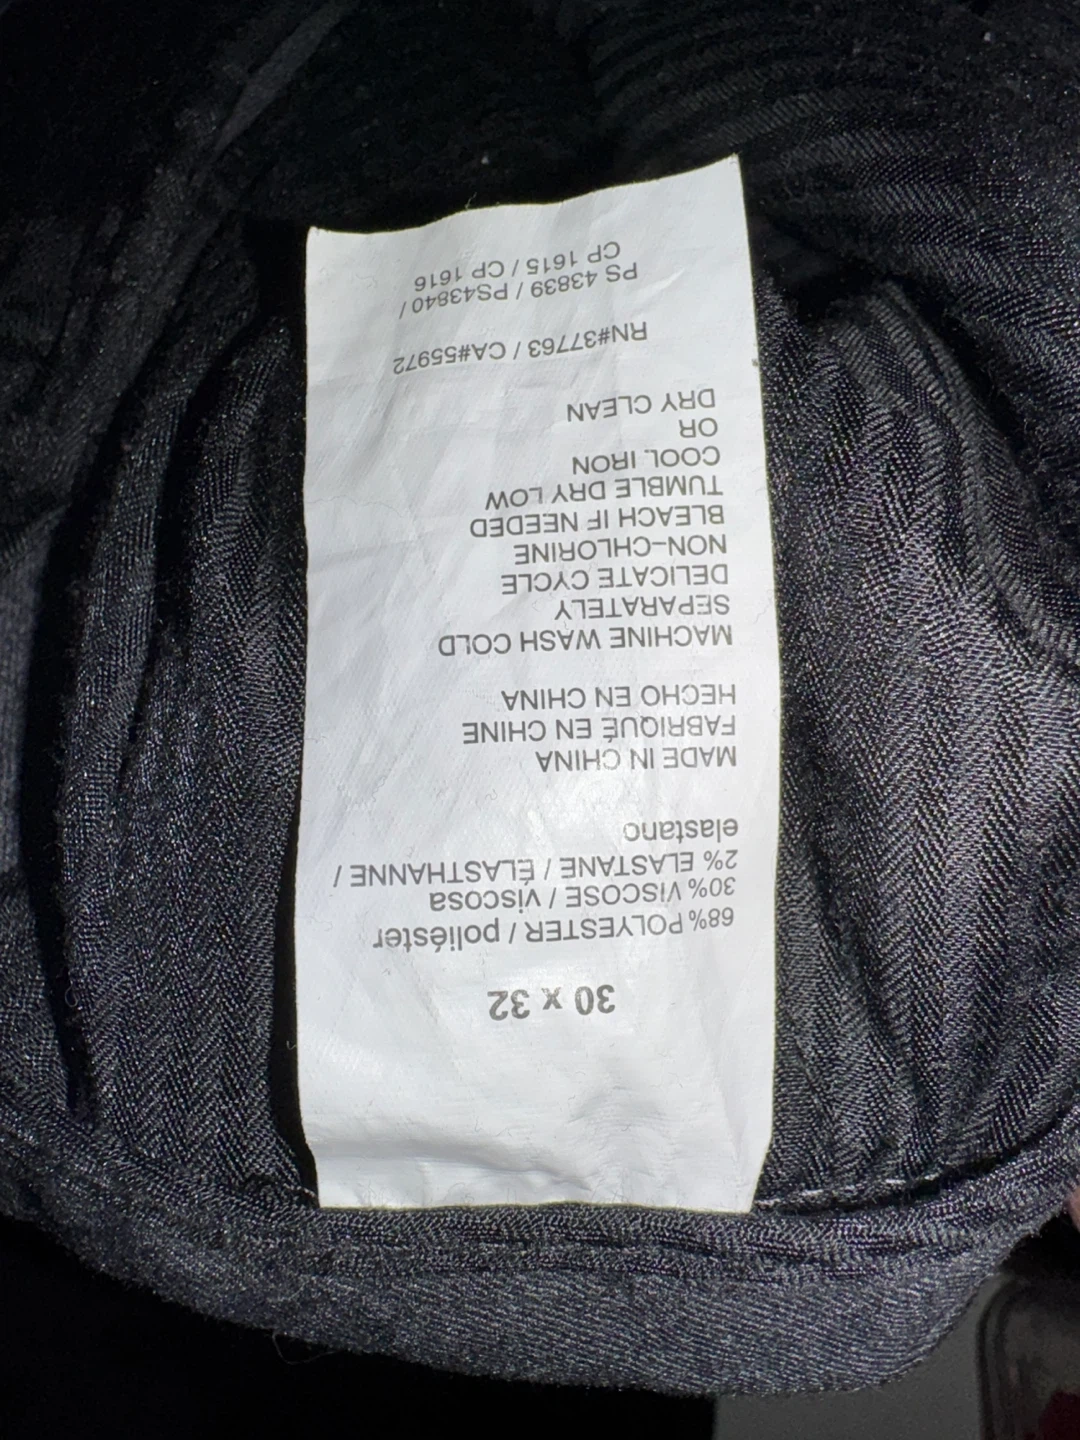 30 x 32
68% POLYESTER / poliéster
30% VISCOSE / viscosa
2% ELASTANE / ÉLASTHANNE /
elastano
MADE IN CHINA
FABRIQUÉ EN CHINE
HECHO EN CHINA
MACHINE WASH COLD
SEPARATELY
DELICATE CYCLE
NON-CHLORINE
BLEACH IF NEEDED
TUMBLE DRY LOW
COOL IRON
OR
DRY CLEAN
RN#37763 / CA#55972
PS 43839 / PS43840 /
CP 1615 / CP 1616